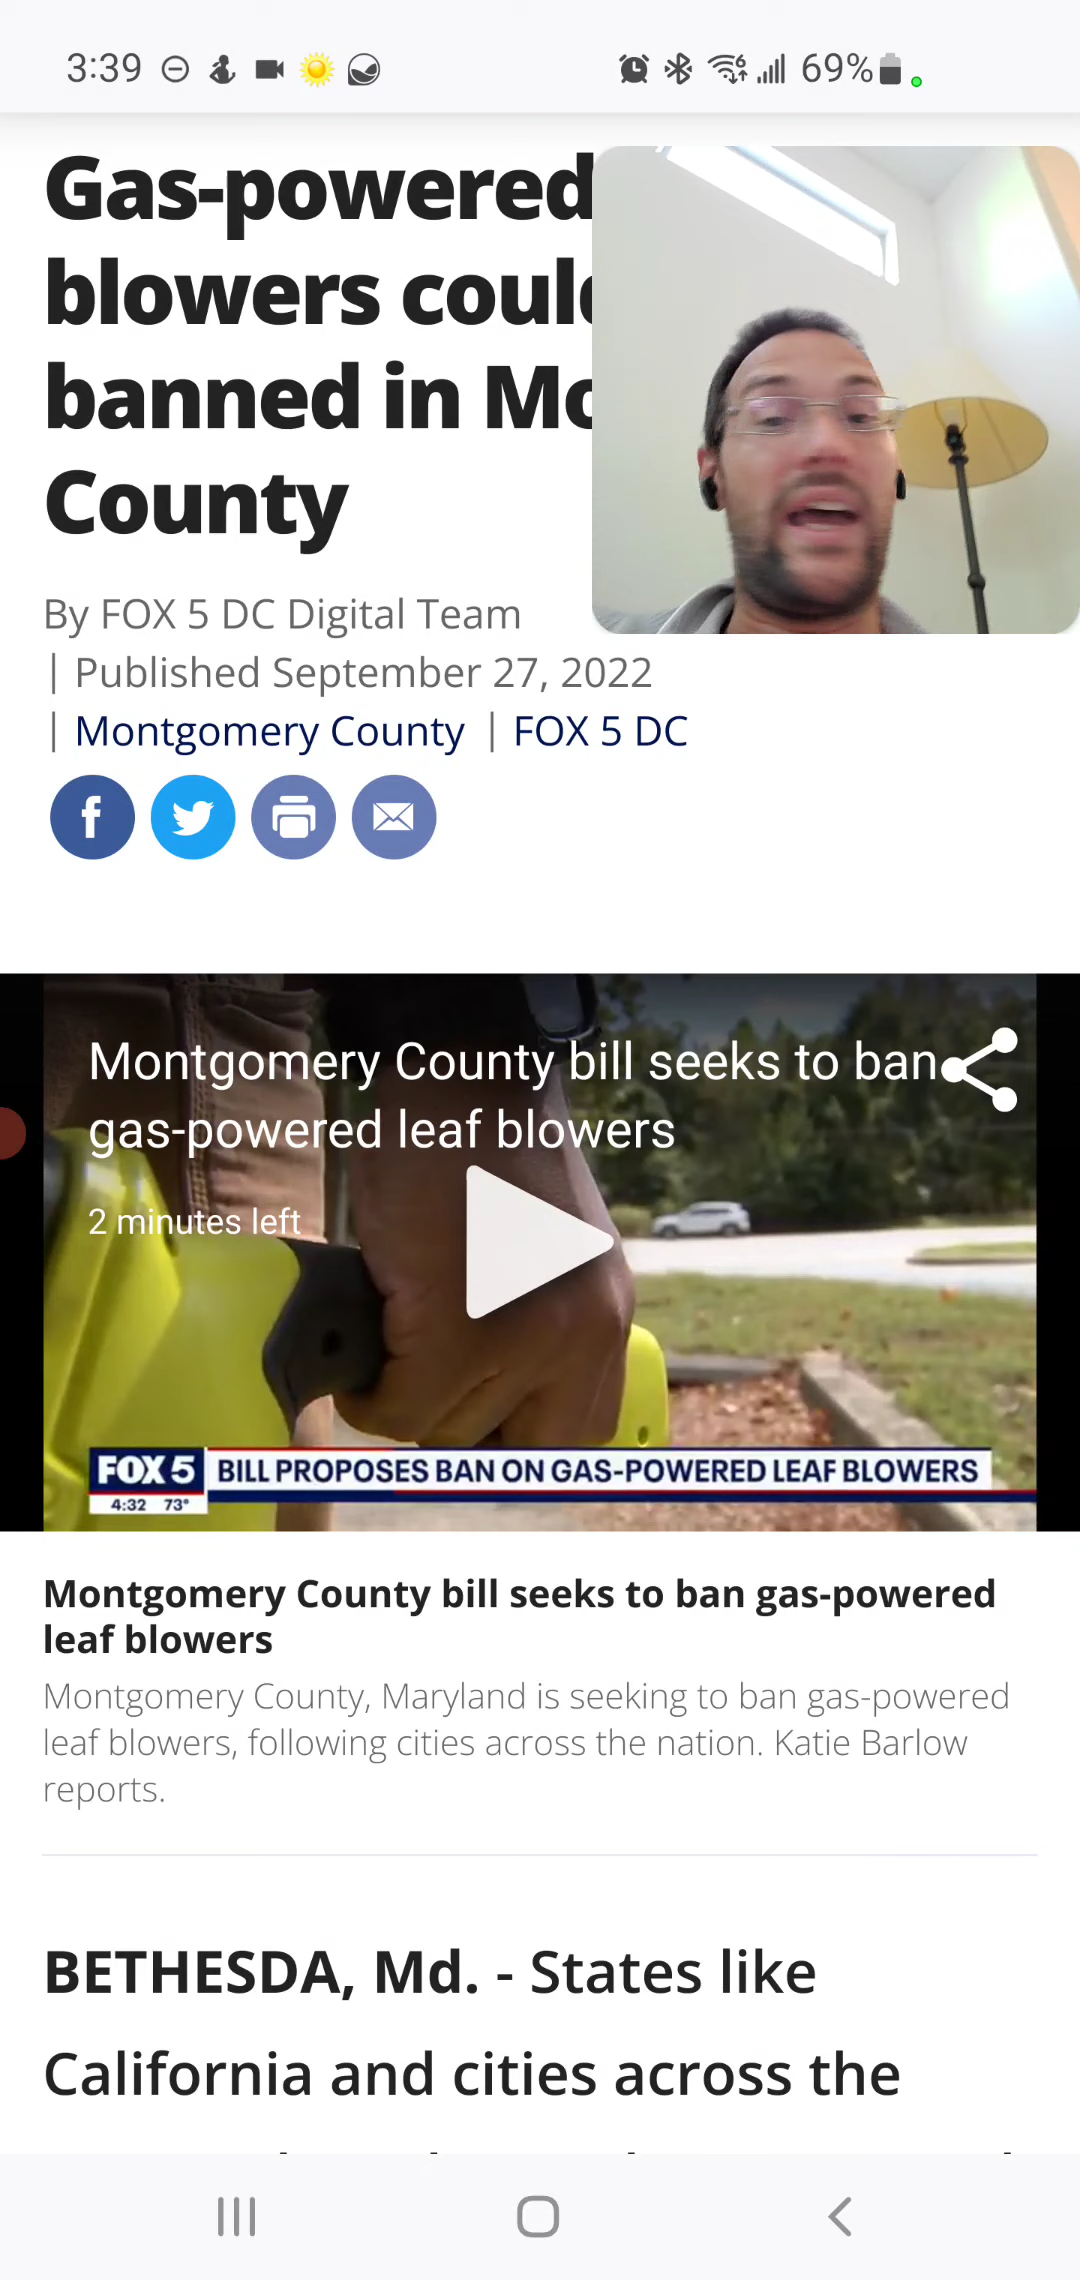 3:39
69%
Gas-powered
blowers could
banned in Mo
County
By FOX 5 DC Digital Team
| Published September 27, 2022
| Montgomery County | FOX 5 DC
Montgomery County bill seeks to ban
gas-powered leaf blowers
2 minutes left
FOX 5 BILL PROPOSES BAN ON GAS-POWERED LEAF BLOWERS
4:32 73°
Montgomery County bill seeks to ban gas-powered
leaf blowers
Montgomery County, Maryland is seeking to ban gas-powered
leaf blowers, following cities across the nation. Katie Barlow
reports.
BETHESDA, Md. - States like
California and cities across the